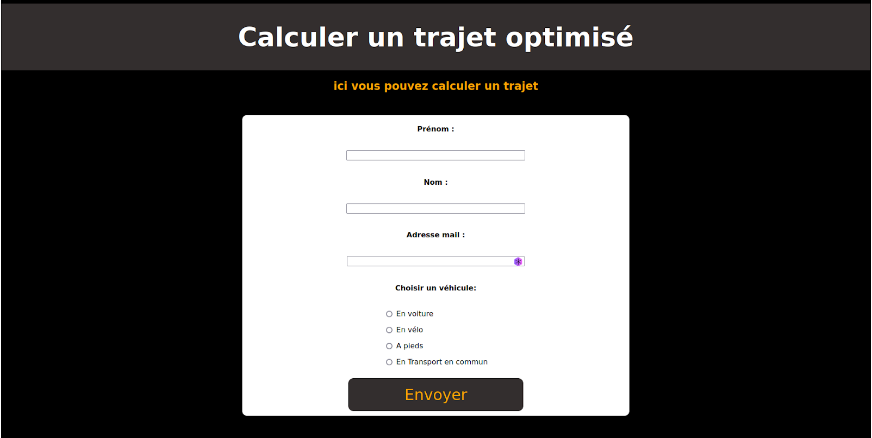 Calculer un trajet optimisé
ici vous pouvez calculer un trajet
Prénom :
Nom :
Adresse mail :
Choisir un véhicule:
En voiture
En vélo
A pieds
En Transport en commun
Envoyer